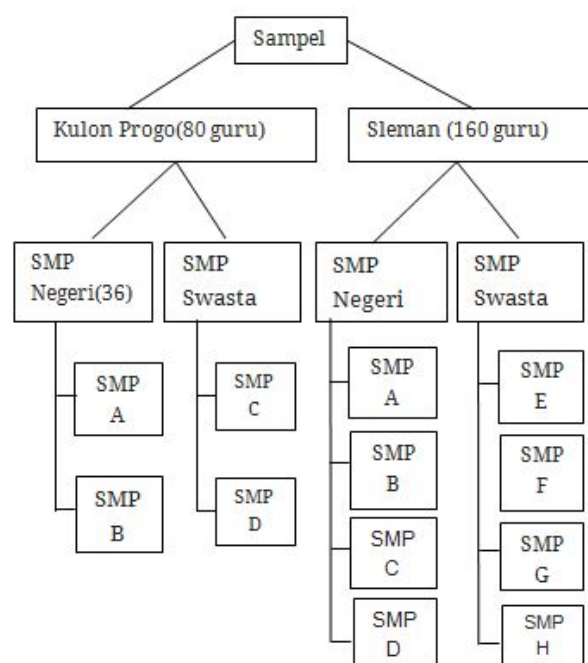 Sampel
Kulon Progo(80 guru)
Sleman (160 guru)
SMP
Negeri(36)
SMP
Swasta
SMP
Negeri
SMP
Swasta
SMP
A
SMP
B
SMP
C
SMP
D
SMP
A
SMP
B
SMP
C
SMP
D
SMP
E
SMP
F
SMP
G
SMP
H